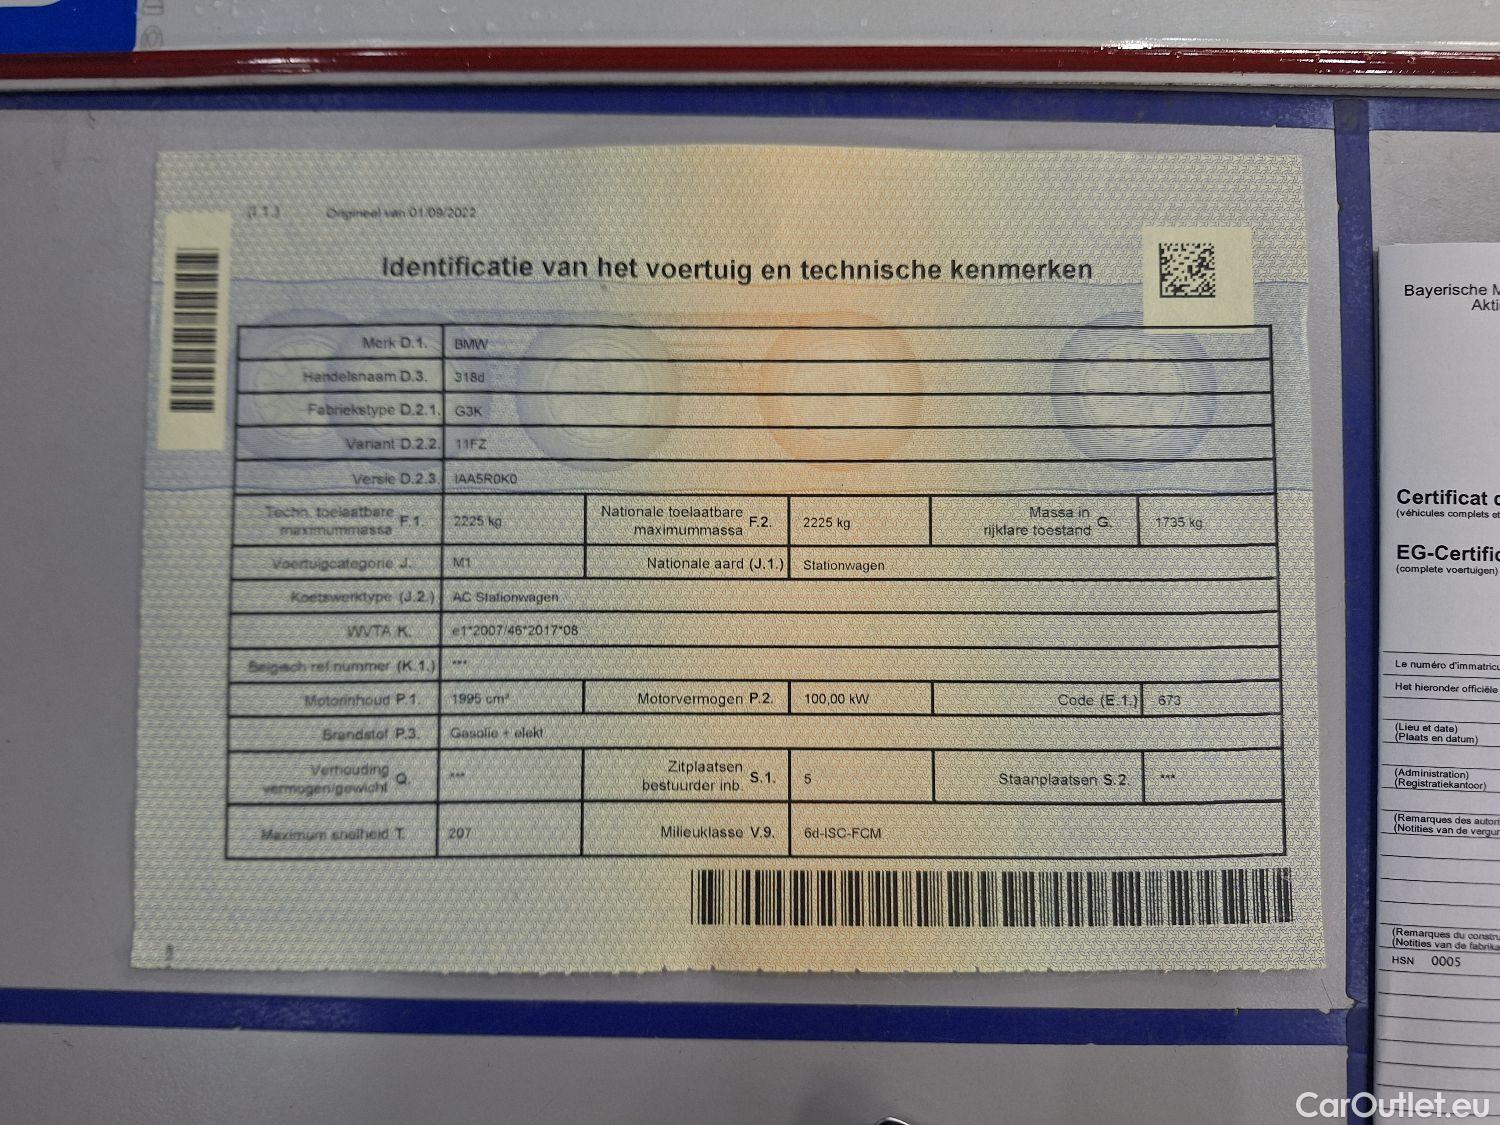 (I.1.) Origineel van 01/09/2022
Identificatie van het voertuig en technische kenmerken
Merk D.1. BMW
Handelsnaam D.3. 318d
Fabriekstype D.2.1. G3K
Variant D.2.2. 11FZ
Versie D.2.3. IAA5R0K0
Techn. toelaatbare maximummassa F.1. 2225 kg Nationale toelaatbare maximummassa F.2. 2225 kg Massa in rijklare toestand G. 1735 kg
Voertuigcategorie J. M1 Nationale aard (J.1.) Stationwagen
Koetswerktype (J.2.) AC Stationwagen
WVTA K. e1*2007/46*2017*08
Belgisch ref.nummer (K.1.) ***
Motorinhoud P.1. 1995 cm³ Motorvermogen P.2. 100,00 kW Code (E.1.) 673
Brandstof P.3. Gasolie + elekt
Verhouding vermogen/gewicht Q. *** Zitplaatsen bestuurder inb. S.1. 5 Staanplaatsen S.2. ***
Maximum snelheid T. 207 Milieuklasse V.9. 6d-ISC-FCM
Bayerische M
Akti
Certificat
(véhicules complets et
EG-Certific
(complete voertuigen)
Le numéro d'immatricu
Het hieronder officiële
(Lieu et date)
(Plaats en datum)
(Administration)
(Registratiekantoor)
(Remarques des autori
(Notities van de vergun
(Remarques du constru
(Notities van de fabrika
HSN 0005
CarOutlet.eu